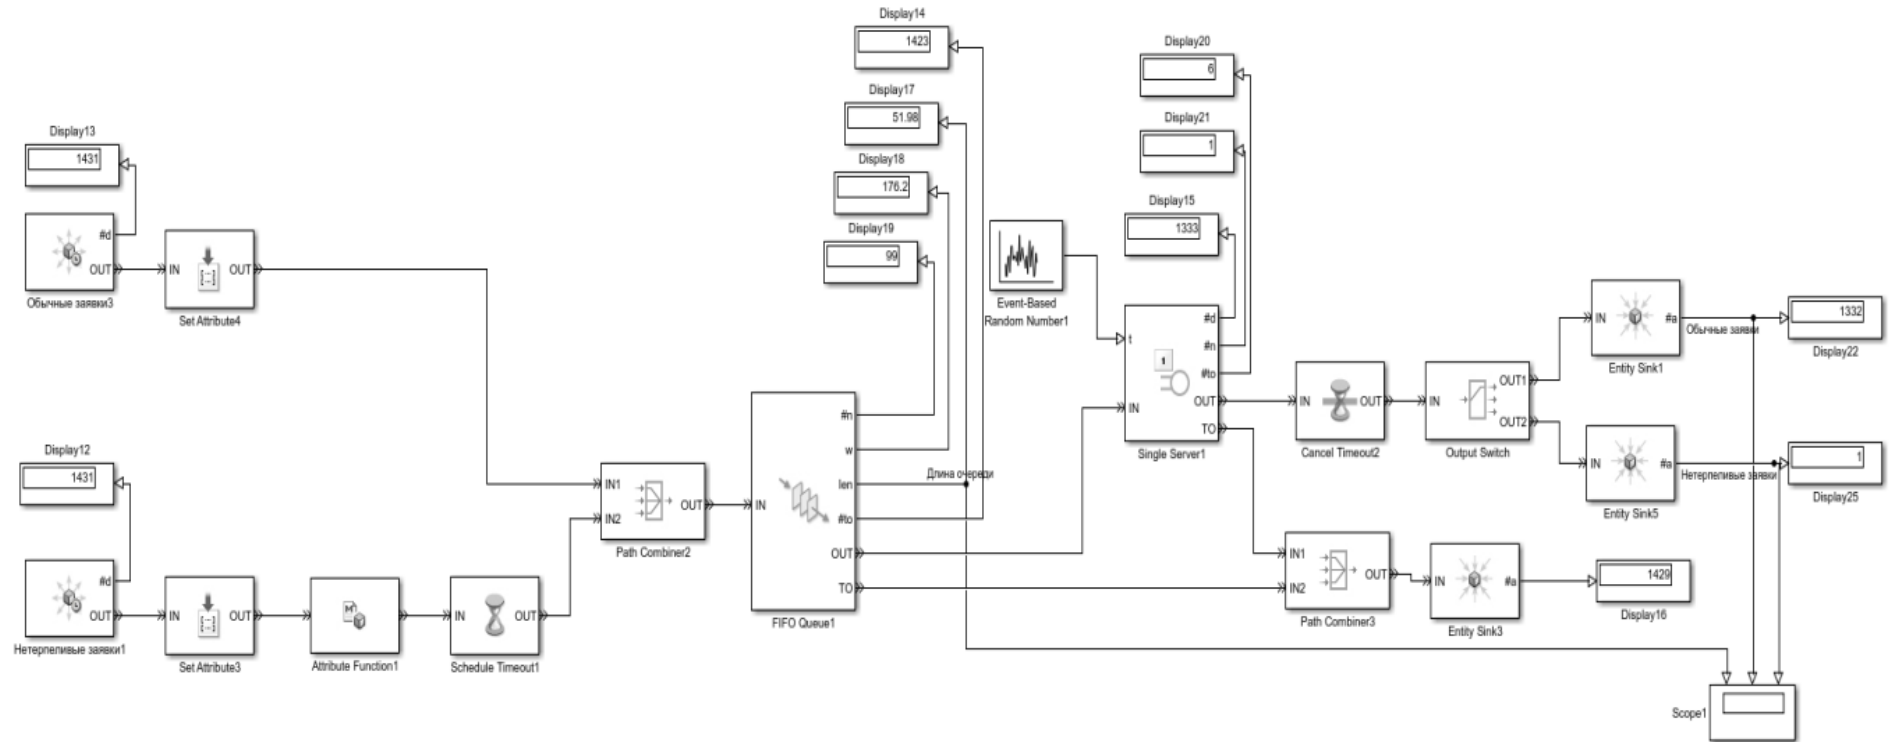 Display14
1423
Display17
51.98
Display18
176.2
Display19
99
Display20
6
Display21
1
Display15
1333
Display13
1431
#d
OUT
Обычные заявки3
IN
OUT
Set Attribute4
Event-Based
Random Number1
t
IN
#d
#n
#to
OUT
TO
1
Single Server1
IN
OUT
Cancel Timeout2
IN
OUT1
OUT2
Output Switch
IN
#a
Entity Sink1
Обычные заявки
1332
Display22
IN
#a
Entity Sink5
Нетерпеливые заявки
1
Display25
Display12
1431
#d
OUT
Нетерпеливые заявки1
IN
OUT
Set Attribute3
M
Attribute Function1
IN
OUT
Schedule Timeout1
IN1
IN2
OUT
Path Combiner2
IN
#n
w
len
#to
OUT
TO
FIFO Queue1
Длина очереди
IN1
IN2
OUT
Path Combiner3
IN
#a
Entity Sink3
1429
Display16
Scope1